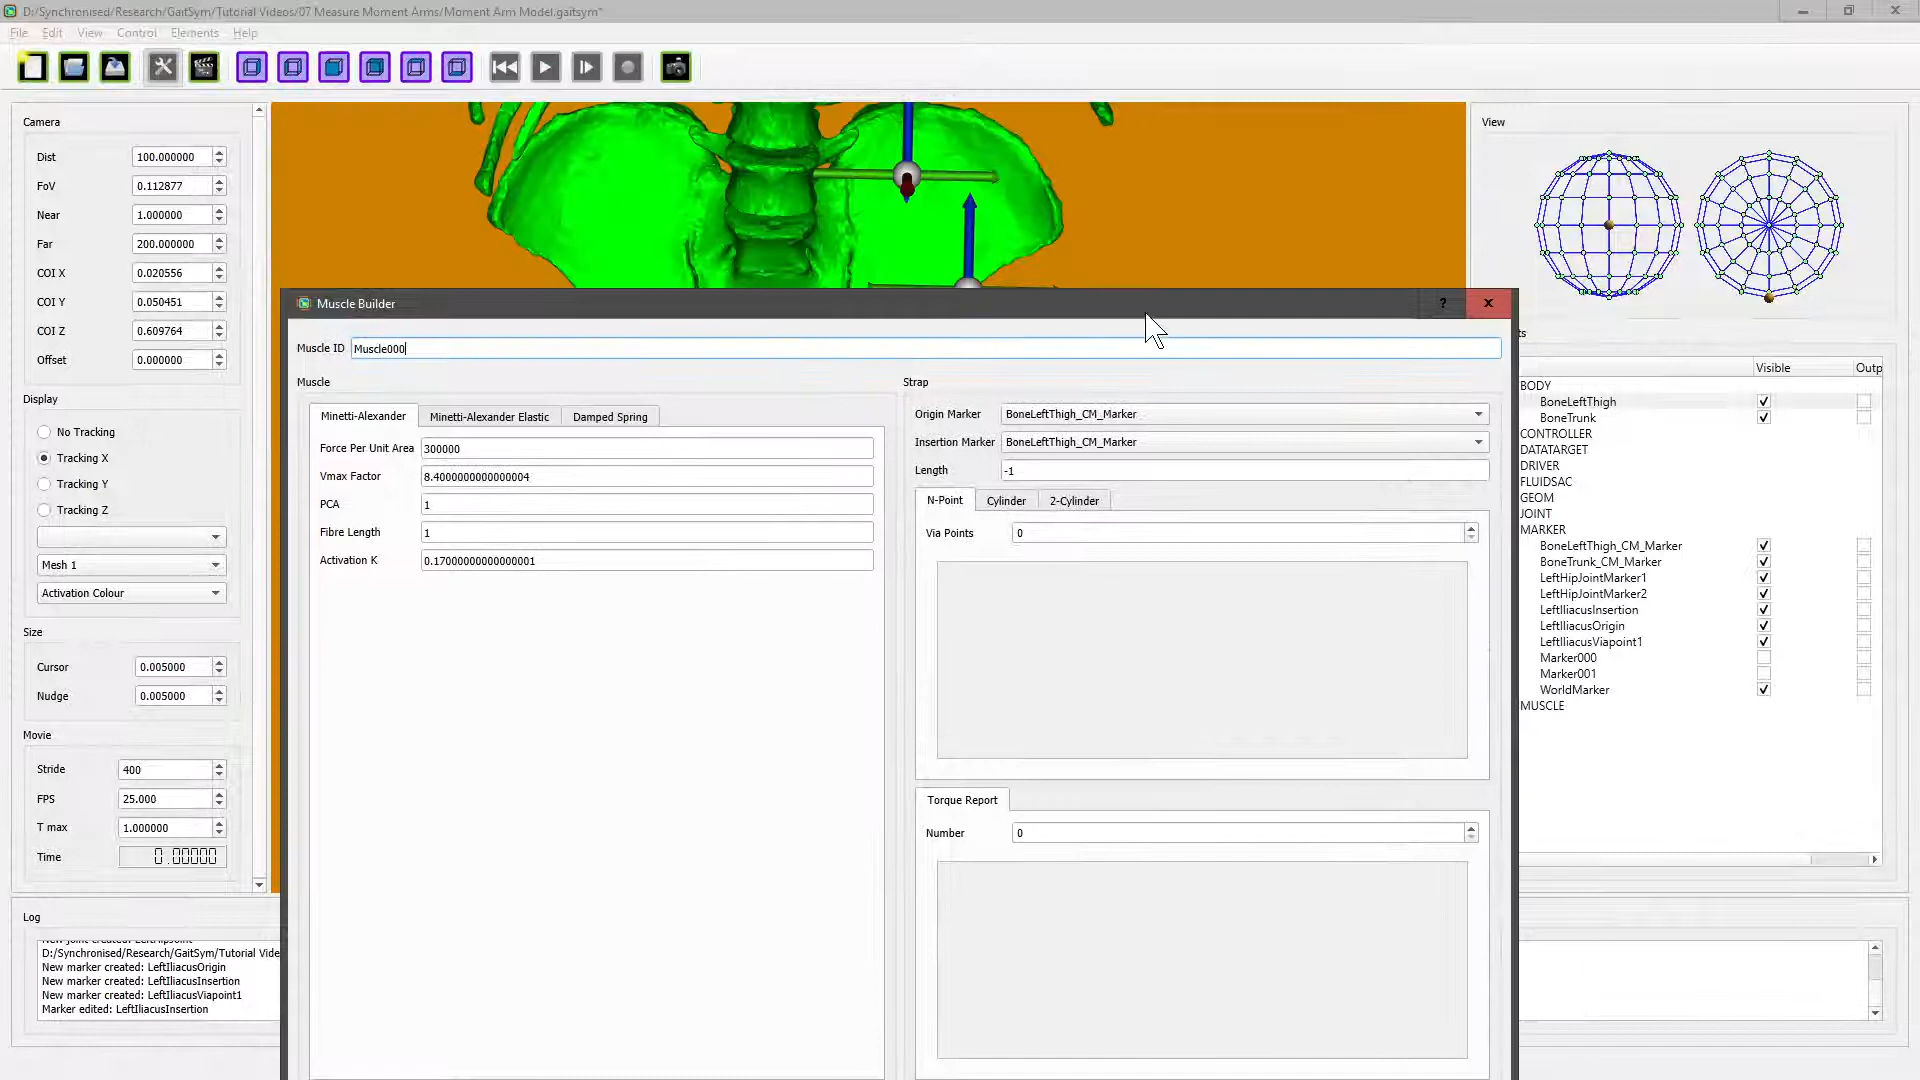 D:/Synchronised/Research/GaitSym/Tutorial Videos/07 Measure Moment Arms/Moment Arm Model.gaitsym*
File Edit View Control Elements Help
Camera
Dist 100.000000
FoV 0.112877
Near 1.000000
Far 200.000000
COI X 0.020556
COI Y 0.050451
COI Z 0.609764
Offset 0.000000
Display
No Tracking
Tracking X
Tracking Y
Tracking Z
Mesh 1
Activation Colour
Size
Cursor 0.005000
Nudge 0.005000
Movie
Stride 400
FPS 25.000
T max 1.000000
Time 0.00000
Log
D:/Synchronised/Research/GaitSym/Tutorial Vide
New marker created: LeftIliacusOrigin
New marker created: LeftIliacusInsertion
New marker created: LeftIliacusViapoint1
Marker edited: LeftIliacusInsertion
Muscle Builder
?
Muscle ID Muscle000
Muscle
Minetti-Alexander Minetti-Alexander Elastic Damped Spring
Force Per Unit Area 300000
Vmax Factor 8.4000000000000004
PCA 1
Fibre Length 1
Activation K 0.17000000000000001
Strap
Origin Marker BoneLeftThigh_CM_Marker
Insertion Marker BoneLeftThigh_CM_Marker
Length -1
N-Point Cylinder 2-Cylinder
Via Points 0
Torque Report
Number 0
View
ts
Visible Outp
BODY
BoneLeftThigh
BoneTrunk
CONTROLLER
DATATARGET
DRIVER
FLUIDSAC
GEOM
JOINT
MARKER
BoneLeftThigh_CM_Marker
BoneTrunk_CM_Marker
LeftHipJointMarker1
LeftHipJointMarker2
LeftIliacusInsertion
LeftIliacusOrigin
LeftIliacusViapoint1
Marker000
Marker001
WorldMarker
MUSCLE